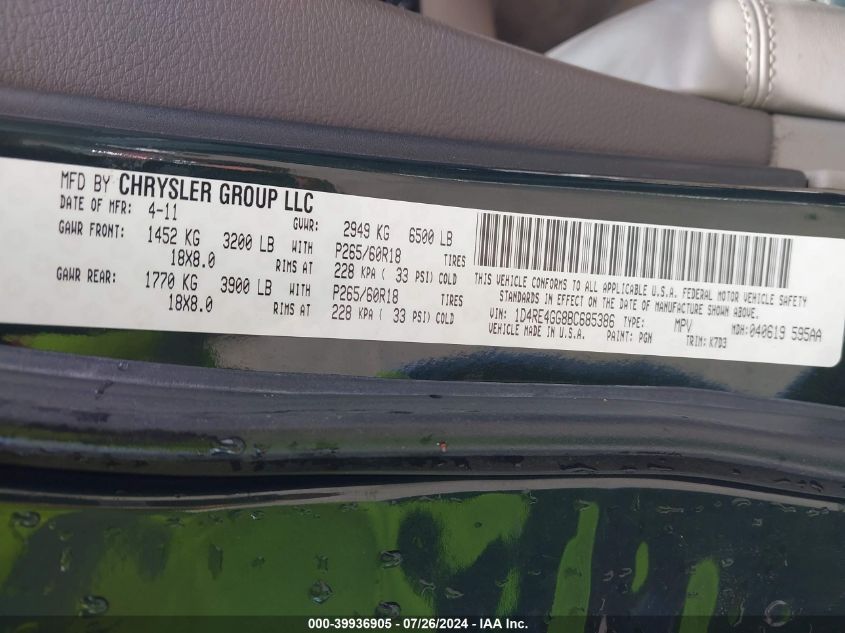 MFD BY CHRYSLER GROUP LLC
DATE OF MFR: 4-11 GVWR: 2949 KG 6500 LB
GAWR FRONT: 1452 KG 3200 LB WITH P265/60R18 TIRES
18X8.0 RIMS AT 228 KPA ( 33 PSI) COLD
GAWR REAR: 1770 KG 3900 LB WITH P265/60R18 TIRES
18X8.0 RIMS AT 228 KPA ( 33 PSI) COLD
THIS VEHICLE CONFORMS TO ALL APPLICABLE U.S.A. FEDERAL MOTOR VEHICLE SAFETY
STANDARDS IN EFFECT ON THE DATE OF MANUFACTURE SHOWN ABOVE.
VIN: 1D4RE4GG8BC685386 TYPE: MPV MDH: 040619 595AA
VEHICLE MADE IN U.S.A. PAINT: PGN TRIM: K7D3
000-39936905 - 07/26/2024 - IAA Inc.